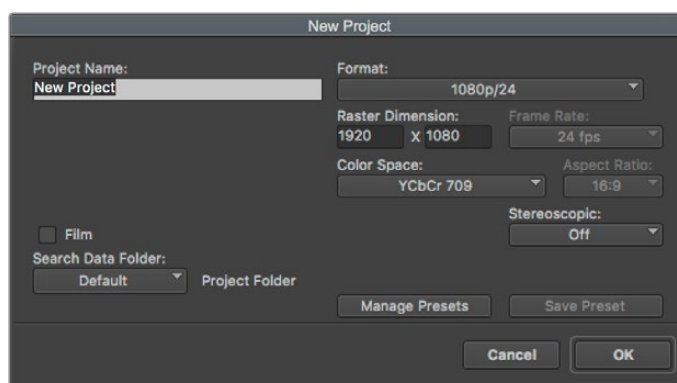 New Project
Project Name:
New Project
Film
Search Data Folder:
Default Project Folder
Format:
1080p/24
Raster Dimension: Frame Rate:
1920 x 1080 24 fps
Color Space: Aspect Ratio:
YCbCr 709 16:9
Stereoscopic:
Off
Manage Presets Save Preset
Cancel OK